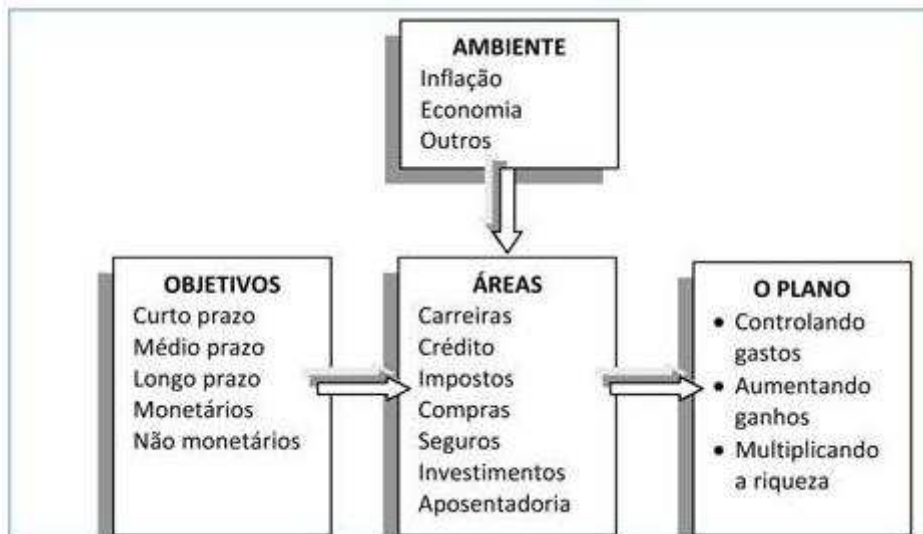 AMBIENTE
Inflação
Economia
Outros
OBJETIVOS
Curto prazo
Médio prazo
Longo prazo
Monetários
Não monetários
ÁREAS
Carreiras
Crédito
Impostos
Compras
Seguros
Investimentos
Aposentadoria
O PLANO
• Controlando
gastos
• Aumentando
ganhos
• Multiplicando
a riqueza